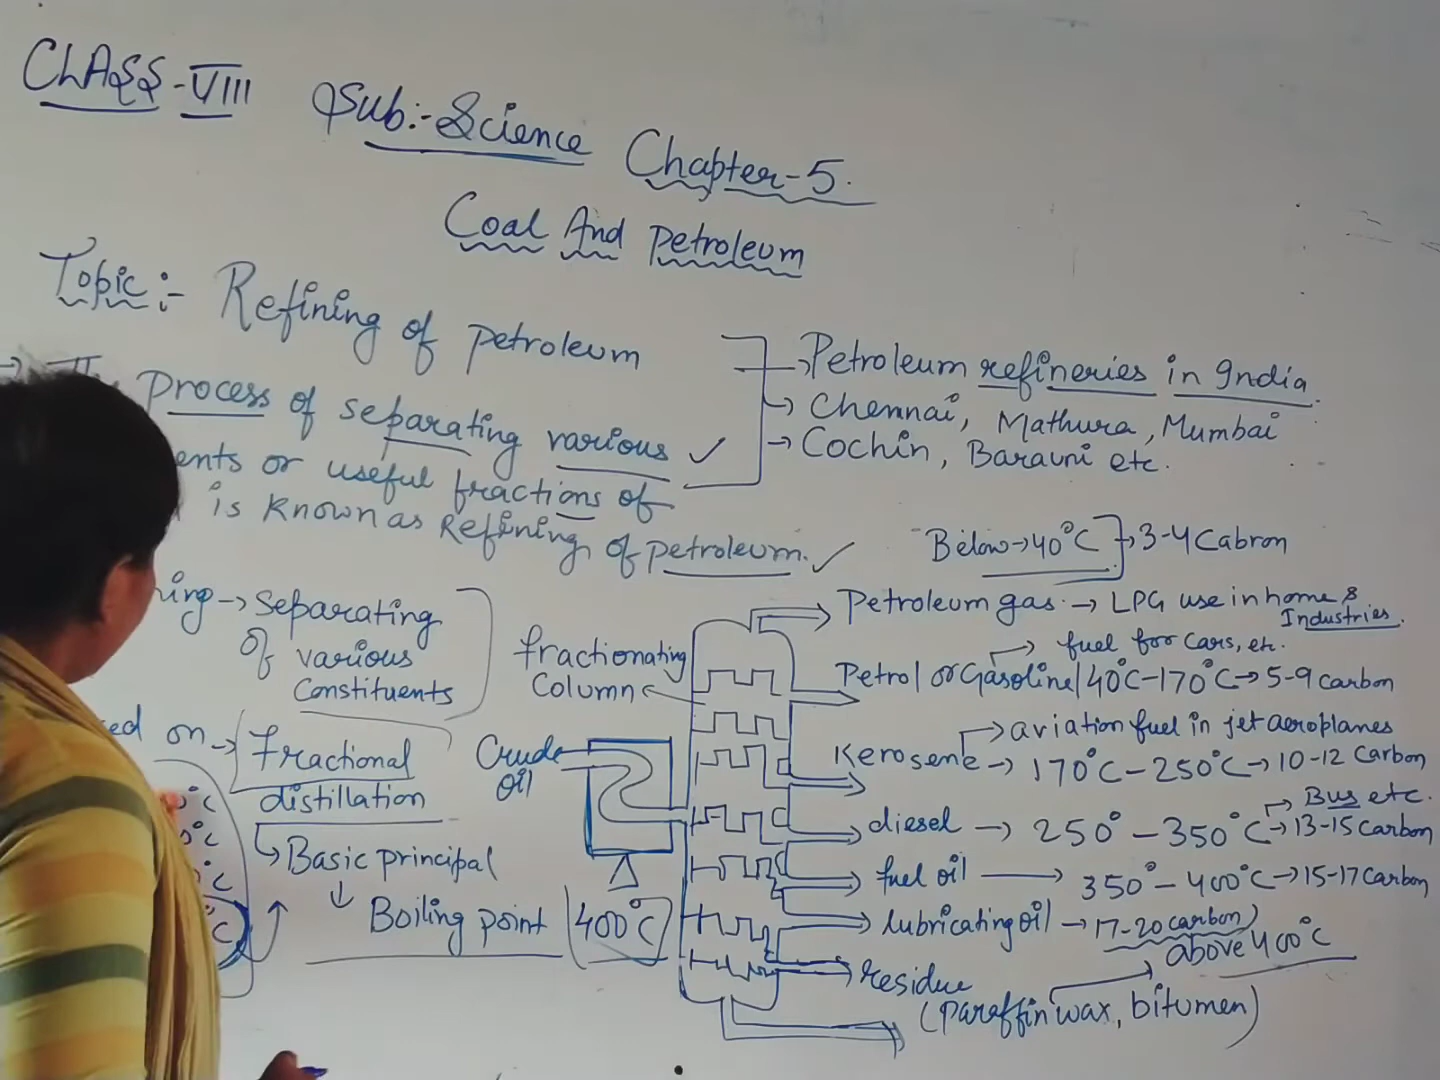 CLASS-VIII Sub:-Science Chapter-5.
Coal And Petroleum
Topic:- Refining of petroleum
Process of separating various
ents or useful fractions of
is known as Refining of petroleum.
Petroleum refineries in India.
Chennai, Mathura, Mumbai
Cochin, Barauni etc.
ing → Separating
of various
Constituents
ed on → Fractional
distillation
Basic principal
Boiling point
400°C
Fractionating
Column
Crude
oil
Below → 40°C → 3-4 Cabron
Petroleum gas → LPG use in home &
Industries.
fuel for cars, etc.
Petrol or Gasoline/40°C-170°C → 5-9 carbon
aviation fuel in jet aeroplanes
Kerosene → 170°C-250°C → 10-12 carbon
Bus etc.
diesel → 250°-350°C → 13-15 carbon
fuel oil → 350°-400°C → 15-17 carbon
lubricating oil → 17-20 carbon
above 400°C
residue
(Paraffin wax, bitumen)